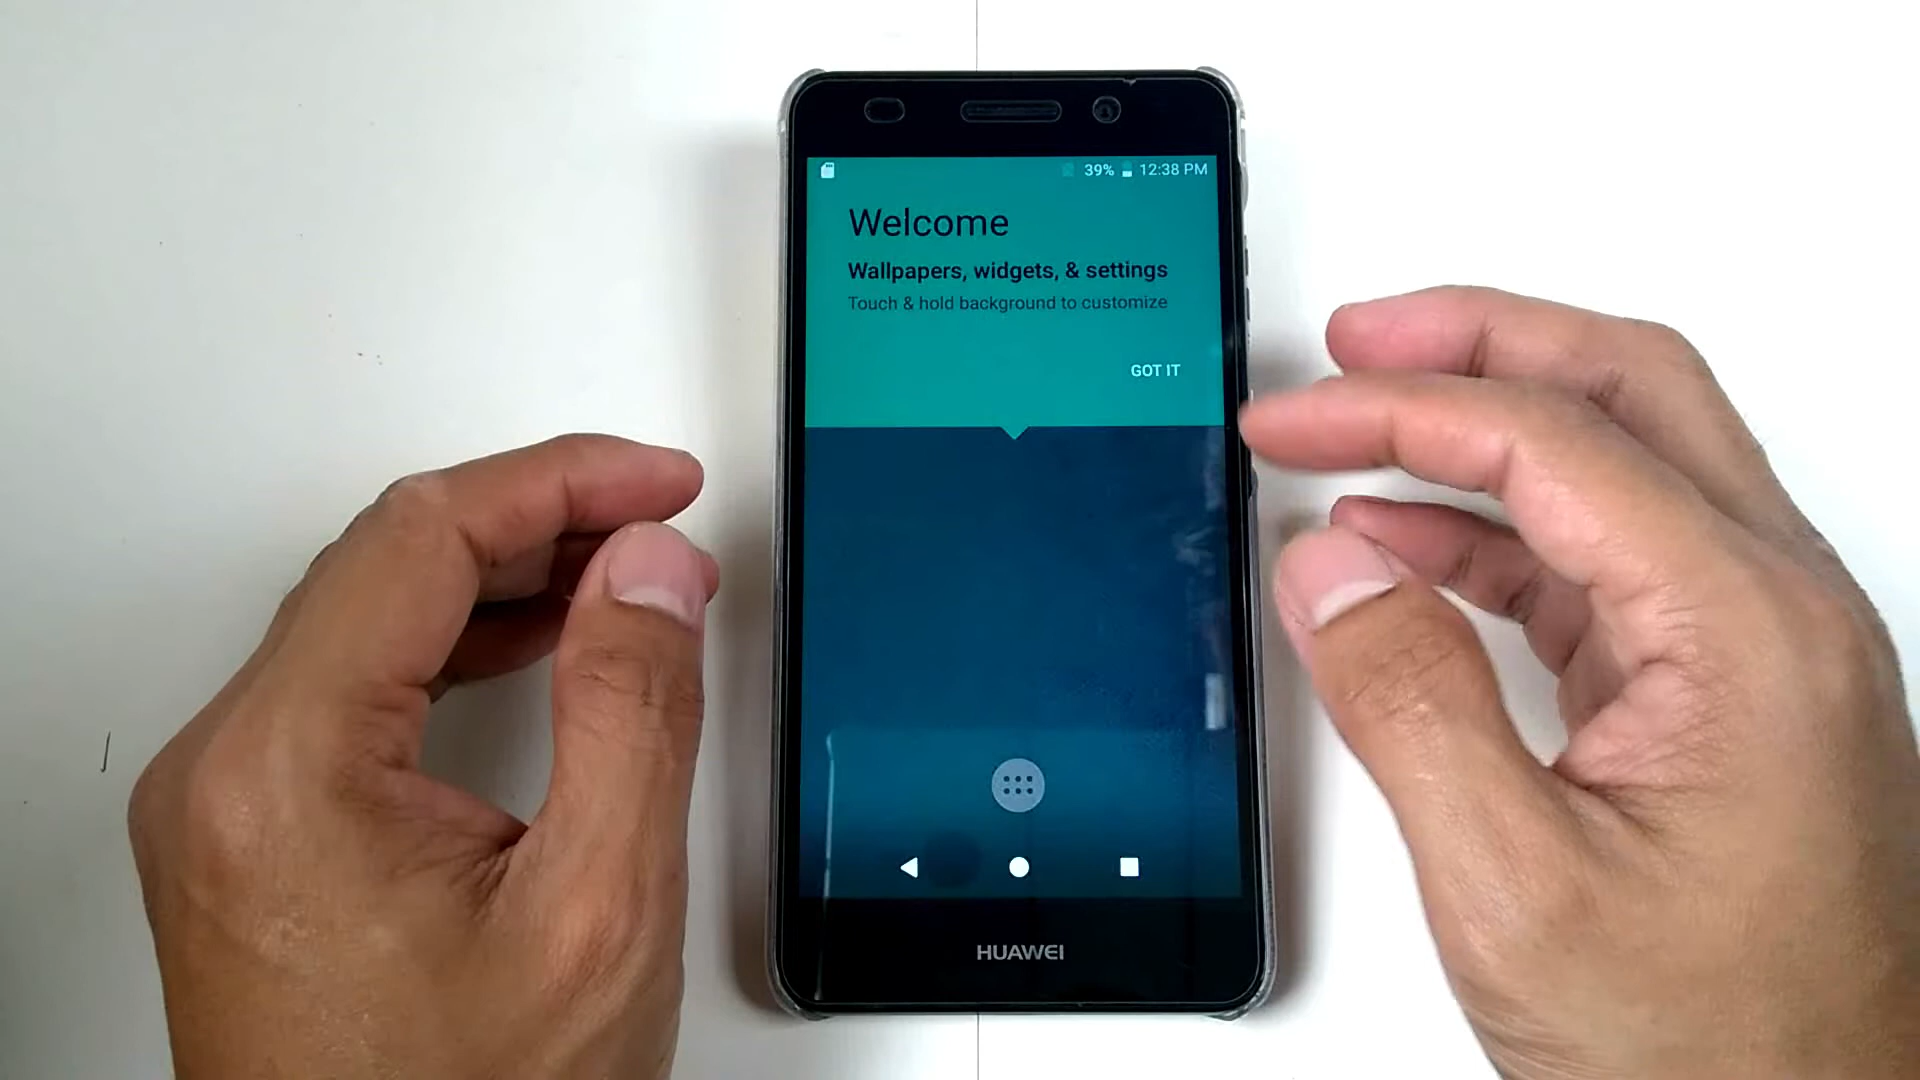 39% 12:38 PM
Welcome
Wallpapers, widgets, & settings
Touch & hold background to customize
GOT IT
HUAWEI